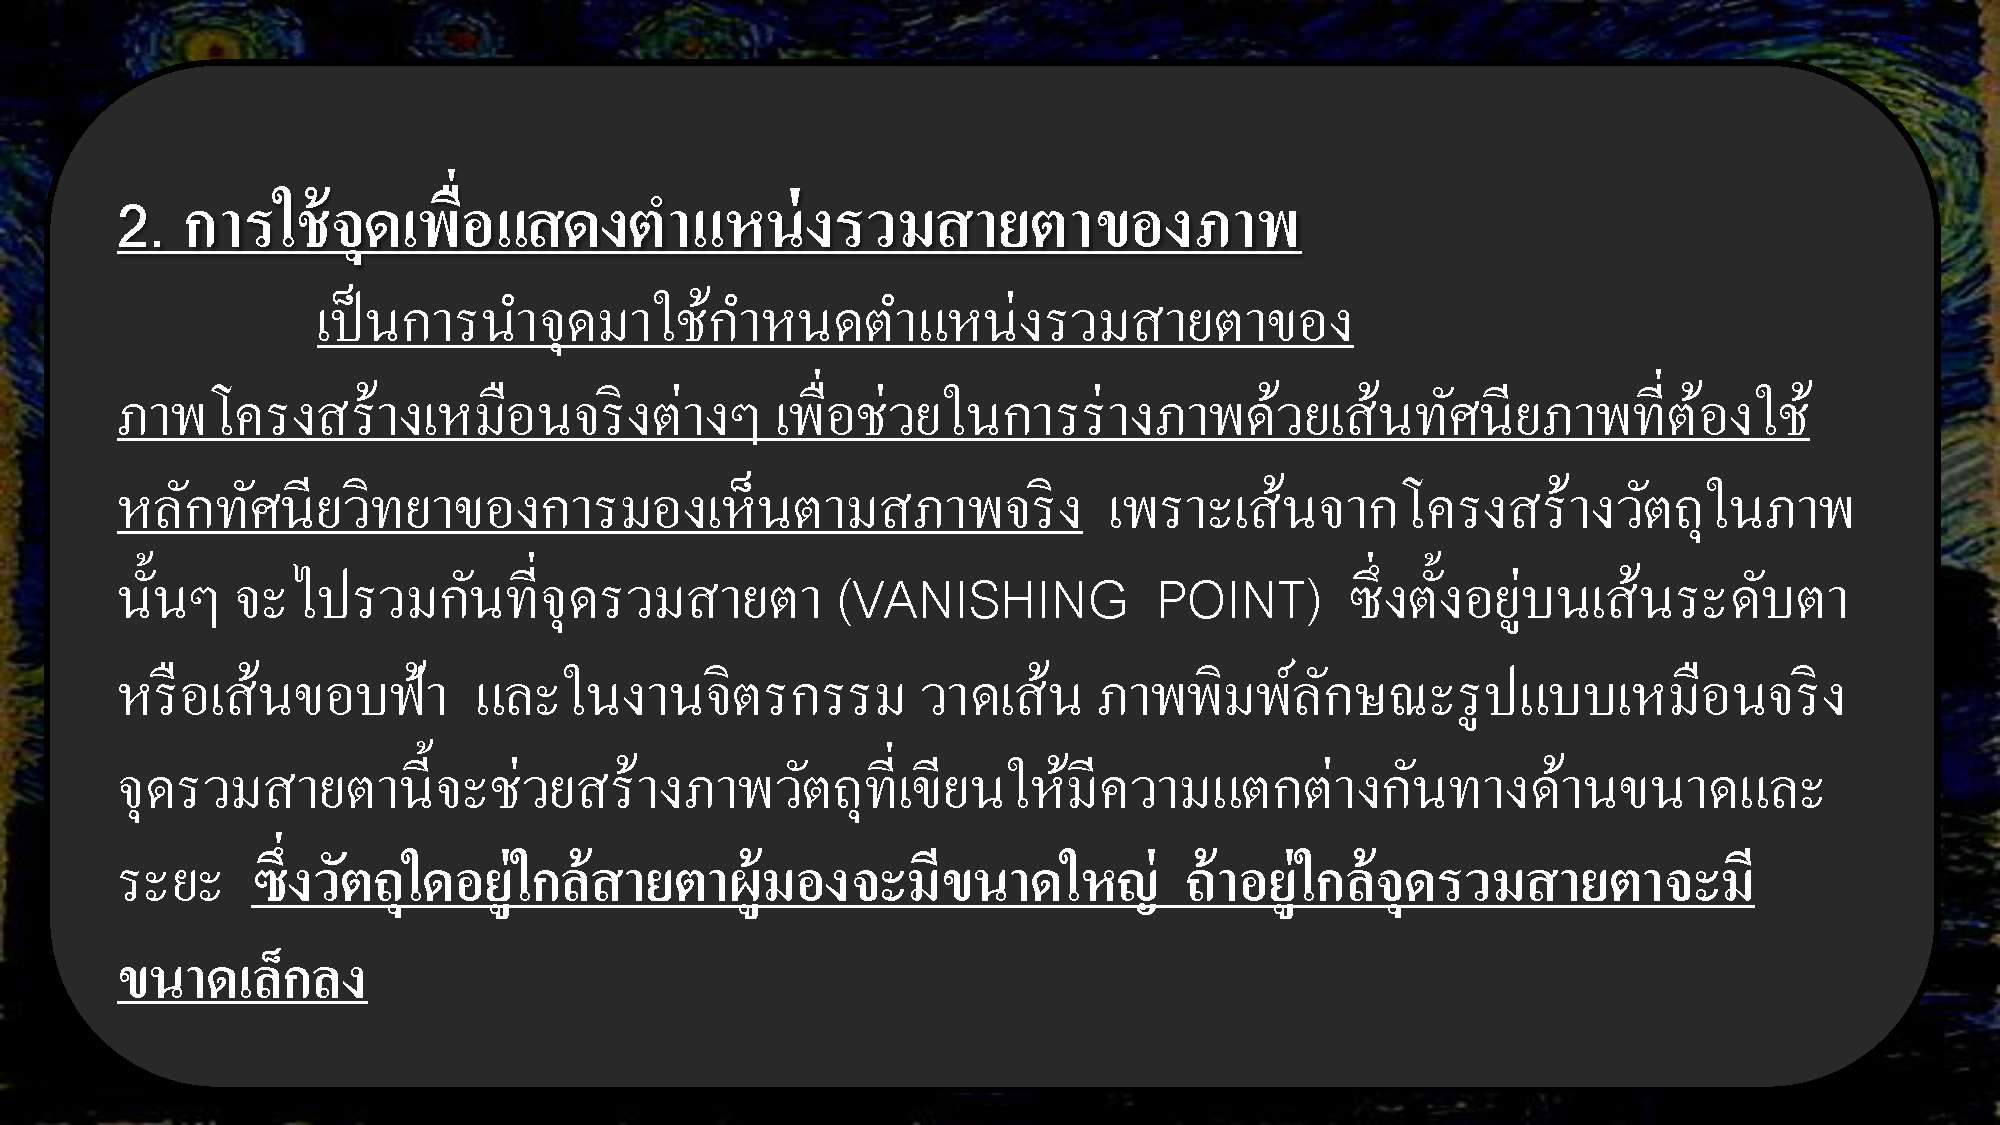 2. การใช้จุดเพื่อแสดงตำแหน่งรวมสายตาของภาพ
เป็นการนำจุดมาใช้กำหนดตำแหน่งรวมสายตาของ
ภาพโครงสร้างเหมือนจริงต่างๆ เพื่อช่วยในการร่างภาพด้วยเส้นทัศนียภาพที่ต้องใช้
หลักทัศนียวิทยาของการมองเห็นตามสภาพจริง เพราะเส้นจากโครงสร้างวัตถุในภาพ
นั้นๆ จะไปรวมกันที่จุดรวมสายตา (VANISHING POINT) ซึ่งตั้งอยู่บนเส้นระดับตา
หรือเส้นขอบฟ้า และในงานจิตรกรรม วาดเส้น ภาพพิมพ์ลักษณะรูปแบบเหมือนจริง
จุดรวมสายตานี้จะช่วยสร้างภาพวัตถุที่เขียนให้มีความแตกต่างกันทางด้านขนาดและ
ระยะ ซึ่งวัตถุใดอยู่ใกล้สายตาผู้มองจะมีขนาดใหญ่ ถ้าอยู่ใกล้จุดรวมสายตาจะมี
ขนาดเล็กลง